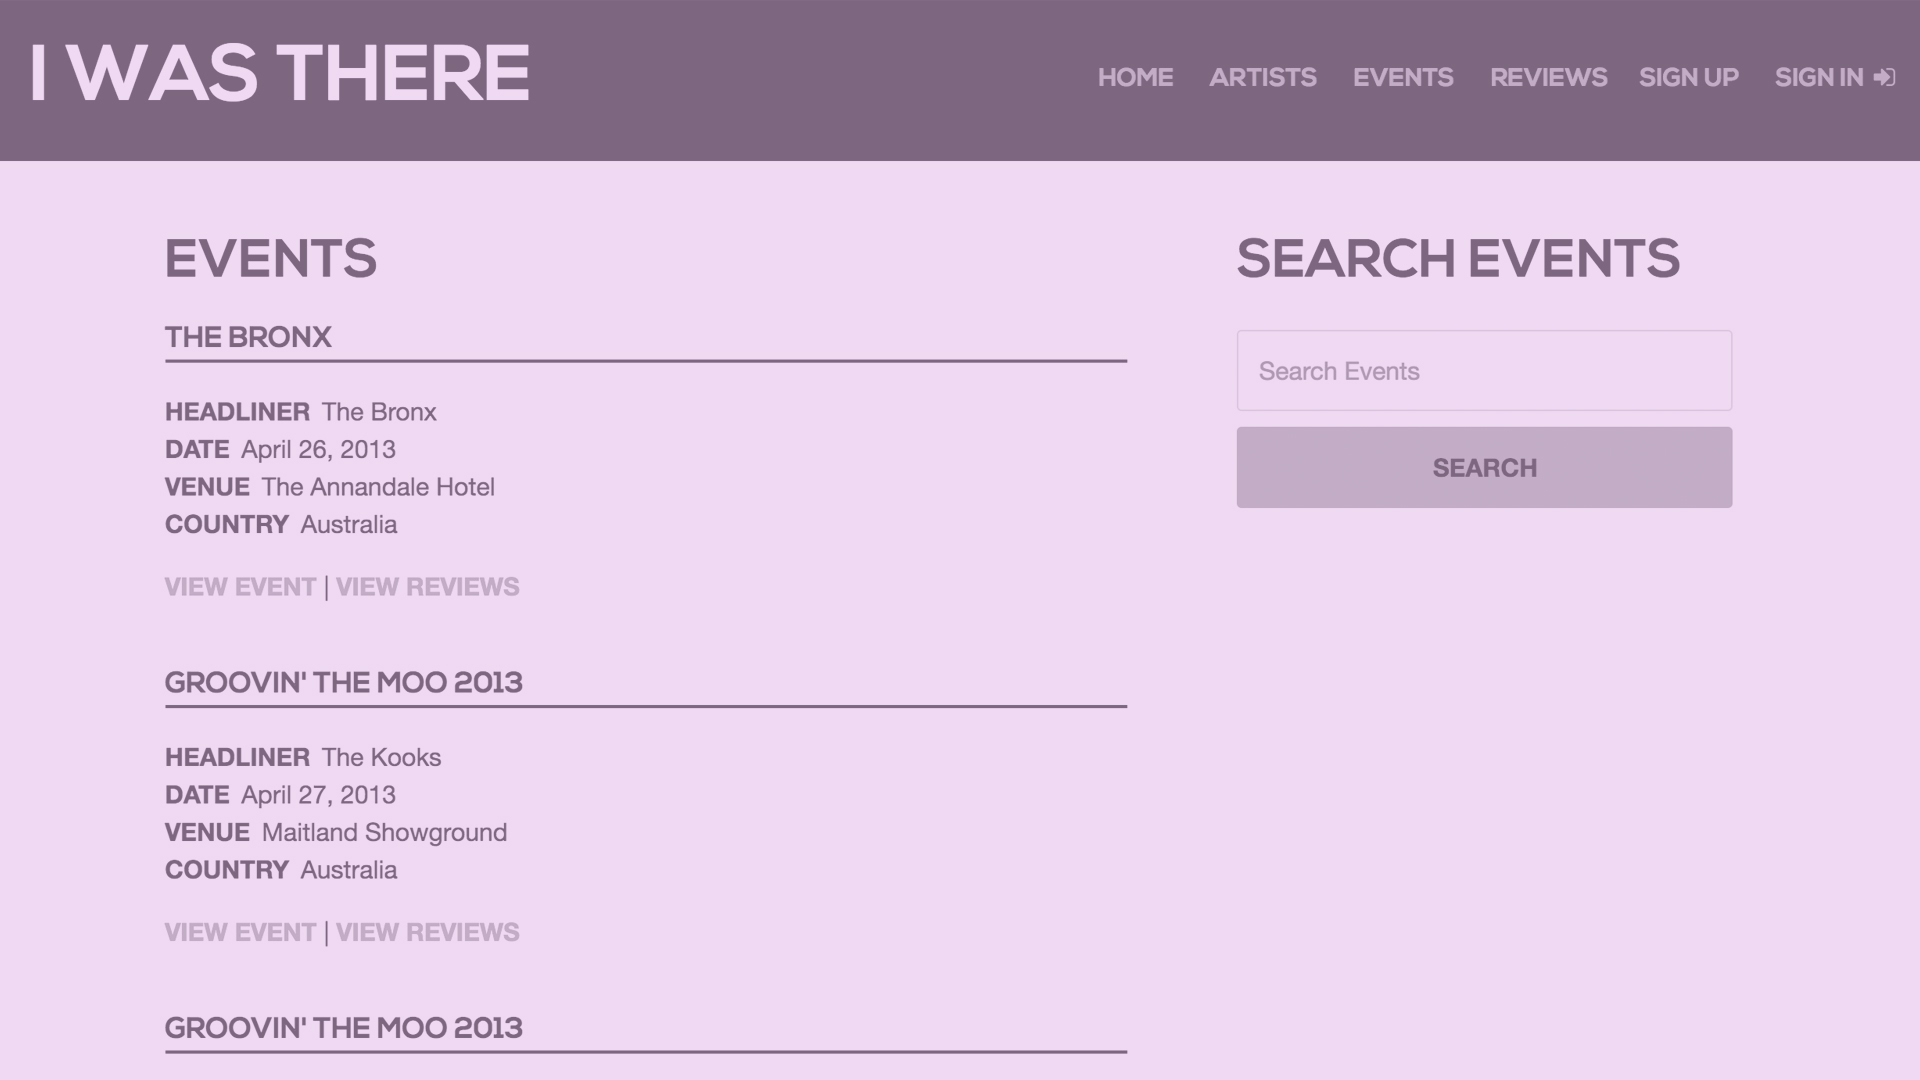 I WAS THERE
HOME ARTISTS EVENTS REVIEWS SIGN UP SIGN IN
EVENTS
THE BRONX
HEADLINER The Bronx
DATE April 26, 2013
VENUE The Annandale Hotel
COUNTRY Australia
VIEW EVENT | VIEW REVIEWS
GROOVIN' THE MOO 2013
HEADLINER The Kooks
DATE April 27, 2013
VENUE Maitland Showground
COUNTRY Australia
VIEW EVENT | VIEW REVIEWS
GROOVIN' THE MOO 2013
SEARCH EVENTS
Search Events
SEARCH